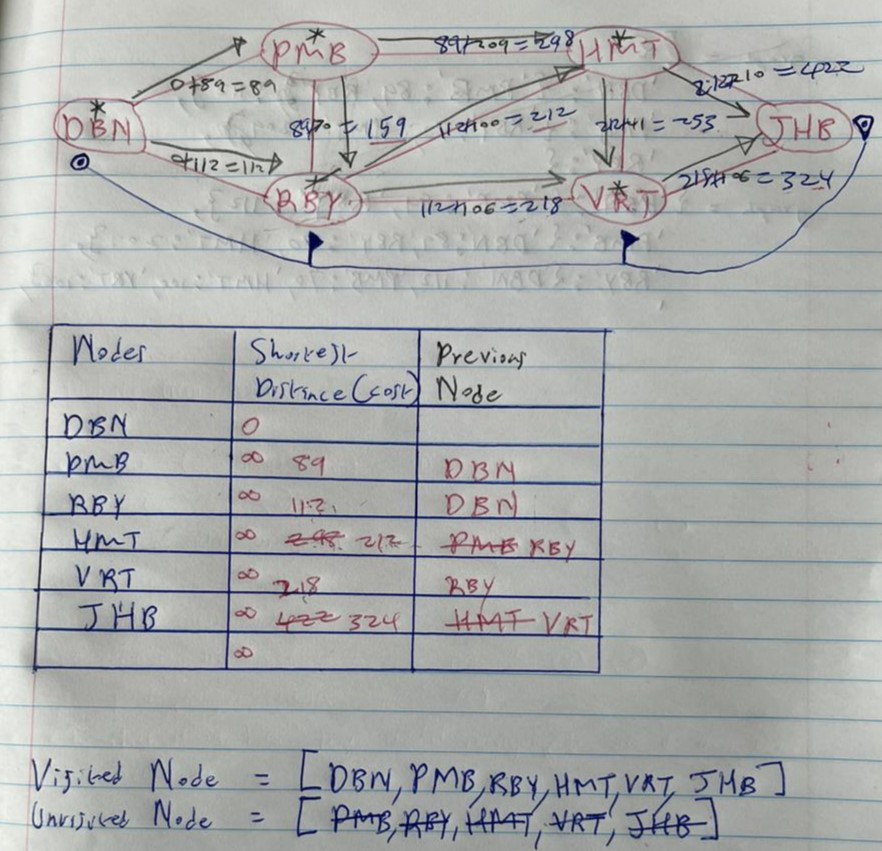 PMB
89+209=298
HMT
0+89=89
212+210=422
DBN
89+70=159
112+100=212
212+41=253
JHB
0+112=112
RBY
112+106=218
VRT
218+106=324
Nodes Shortest Distance (cost) Previous Node
DBN 0
PMB ∞ 89 DBN
RBY ∞ 112 DBN
HMT ∞ 298 212 PMB RBY
VRT ∞ 218 RBY
JHB ∞ 422 324 HMT VRT
∞
Visited Node = [DBN, PMB, RBY, HMT, VRT, JHB]
Unvisited Node = [PMB, RBY, HMT, VRT, JHB]